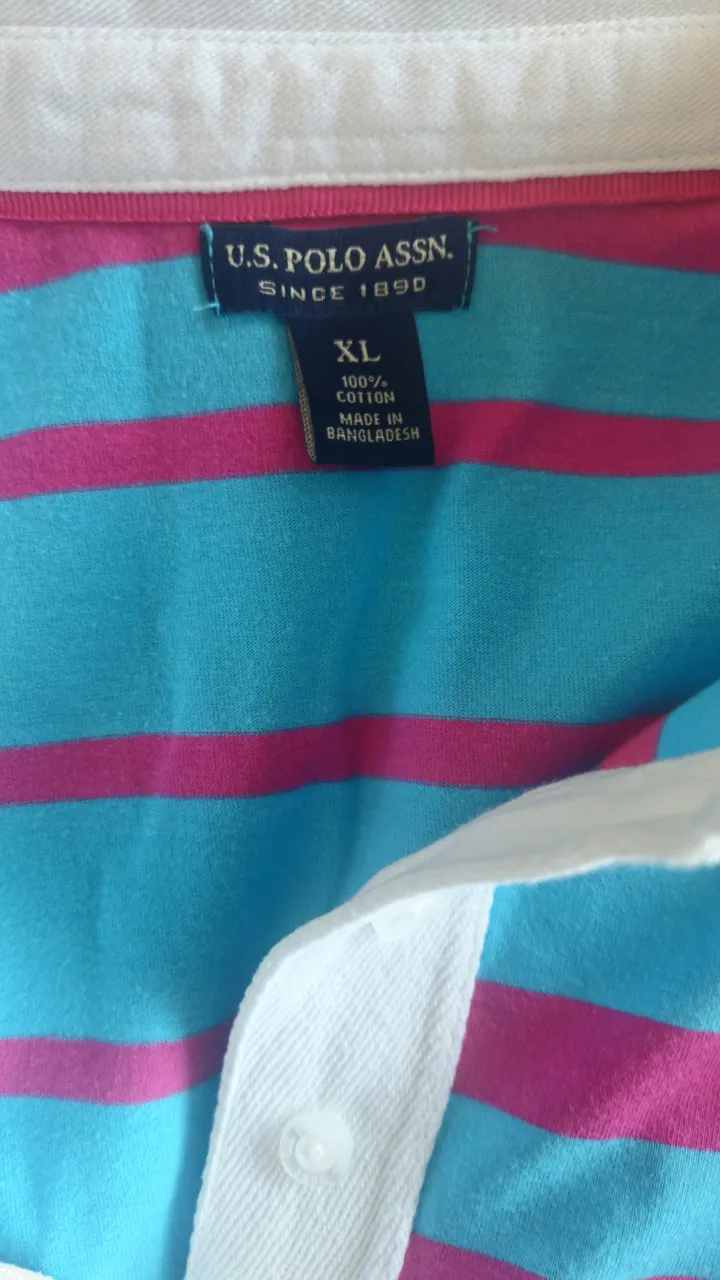 U.S. POLO ASSN.
SINCE 1890
XL
100%
COTTON
MADE IN
BANGLADESH